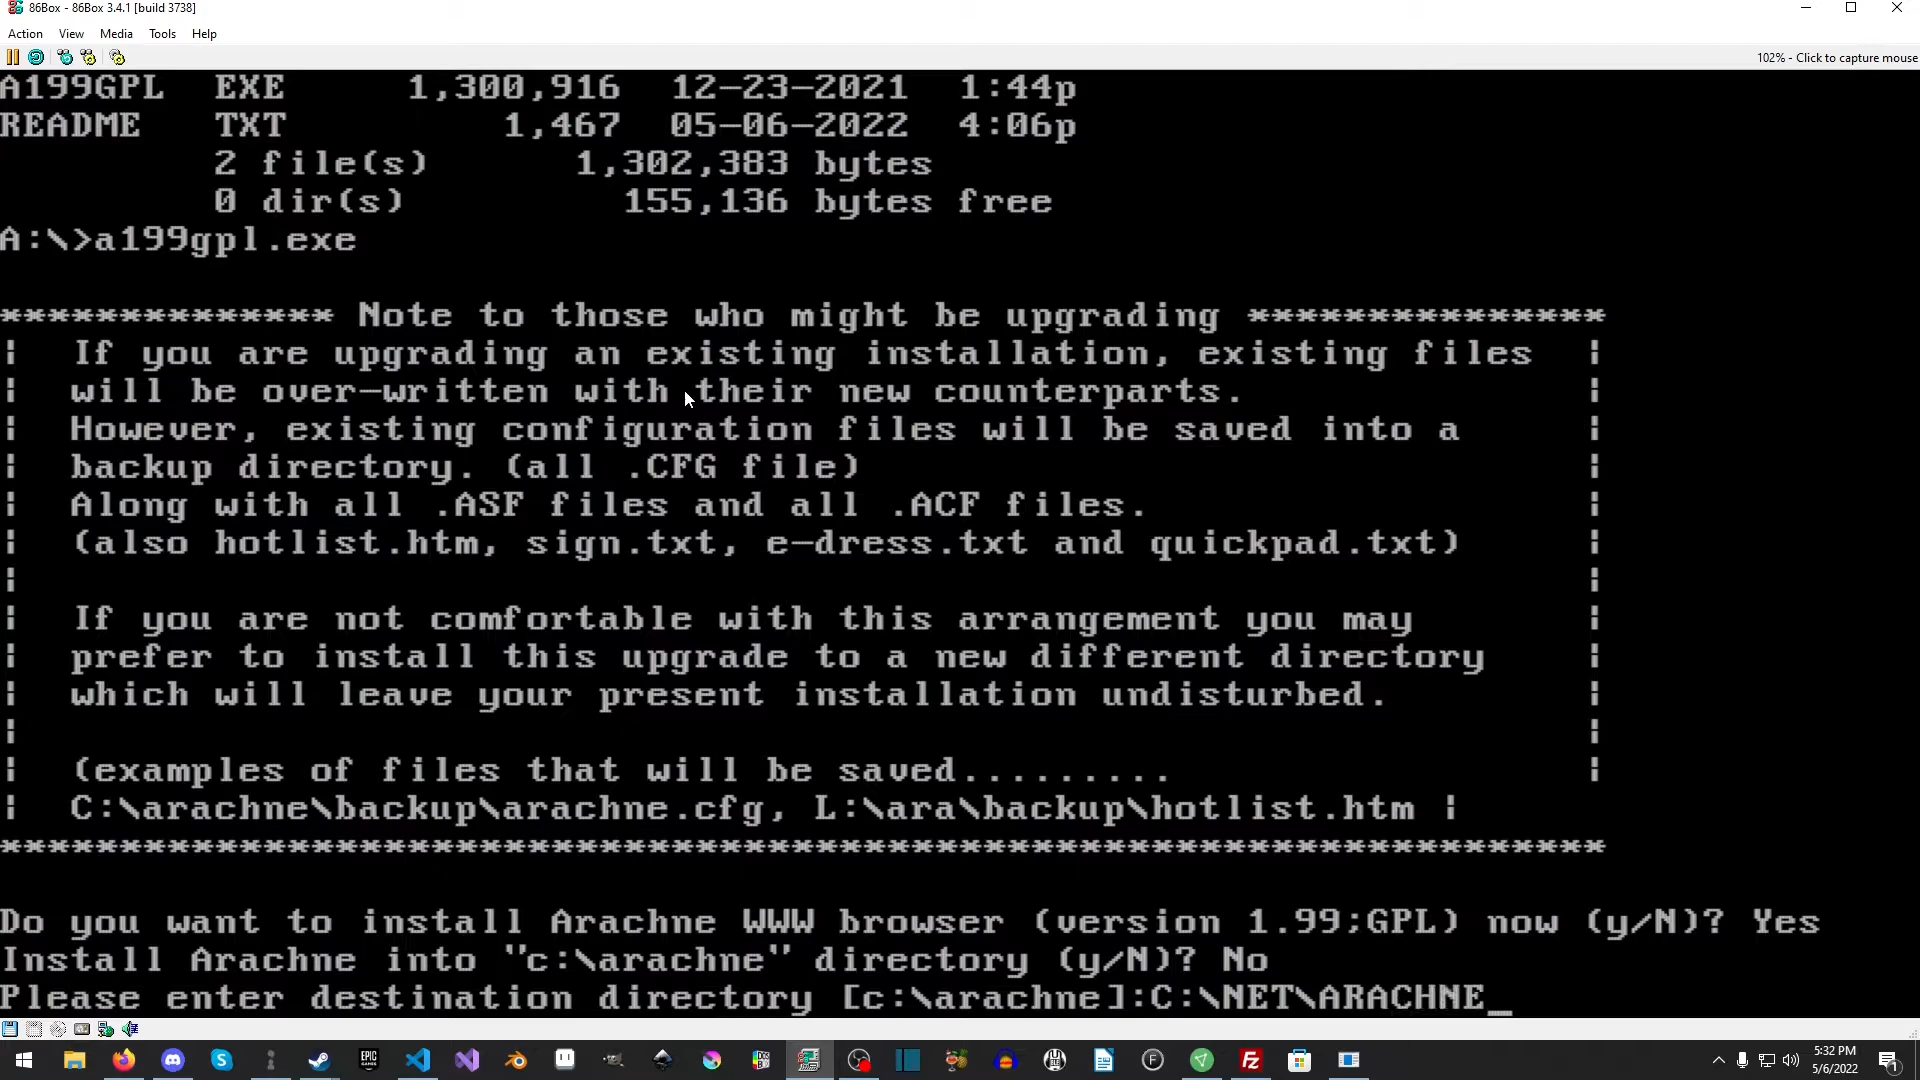 86Box - 86Box 3.4.1 [build 3738]
Action View Media Tools Help
102% - Click to capture mouse
A199GPL EXE 1,300,916 12-23-2021 1:44p
README TXT 1,467 05-06-2022 4:06p
2 file(s) 1,302,383 bytes
0 dir(s) 155,136 bytes free
A:\>a199gpl.exe
************** Note to those who might be upgrading ***************
| If you are upgrading an existing installation, existing files |
| will be over-written with their new counterparts. |
| However, existing configuration files will be saved into a |
| backup directory. (all .CFG file) |
| Along with all .ASF files and all .ACF files. |
| (also hotlist.htm, sign.txt, e-dress.txt and quickpad.txt) |
| |
| If you are not comfortable with this arrangement you may |
| prefer to install this upgrade to a new different directory |
| which will leave your present installation undisturbed. |
| |
| (examples of files that will be saved......... |
| C:\arachne\backup\arachne.cfg, L:\ara\backup\hotlist.htm |
*******************************************************************
Do you want to install Arachne WWW browser (version 1.99;GPL) now (y/N)? Yes
Install Arachne into "c:\arachne" directory (y/N)? No
Please enter destination directory [c:\arachne]:C:\NET\ARACHNE_
5:32 PM
5/6/2022